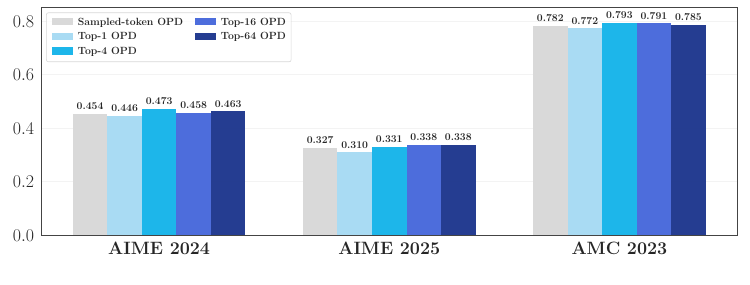 Sampled-token OPD
Top-1 OPD
Top-4 OPD
Top-16 OPD
Top-64 OPD
0.8
0.6
0.4
0.2
0.0
0.454
0.446
0.473
0.458
0.463
0.327
0.310
0.331
0.338
0.338
0.782
0.772
0.793
0.791
0.785
AIME 2024
AIME 2025
AMC 2023